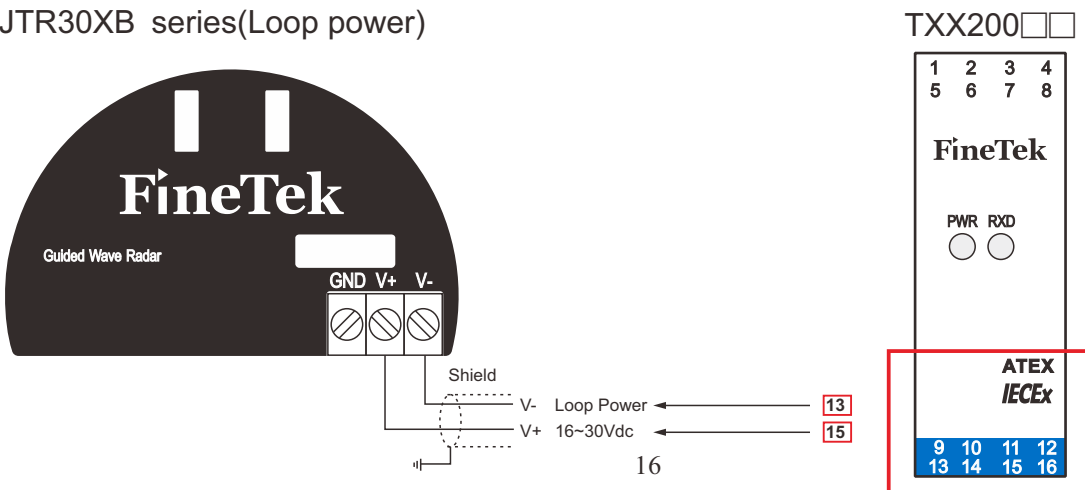 JTR30XB series(Loop power)
TXX200□□
1 2 3 4
5 6 7 8
FineTek
PWR RXD
FineTek
Guided Wave Radar
GND V+ V-
Shield
V- Loop Power
13
V+ 16~30Vdc
15
16
ATEX
IECEx
9 10 11 12
13 14 15 16